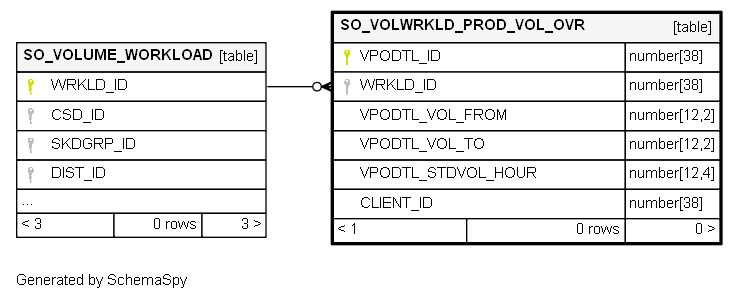 SO_VOLUME_WORKLOAD [table]
WRKLD_ID
CSD_ID
SKDGRP_ID
DIST_ID
...
< 3 0 rows 3 >
SO_VOLWRKLD_PROD_VOL_OVR [table]
VPODTL_ID number[38]
WRKLD_ID number[38]
VPODTL_VOL_FROM number[12,2]
VPODTL_VOL_TO number[12,2]
VPODTL_STDVOL_HOUR number[12,4]
CLIENT_ID number[38]
< 1 0 rows 0 >
Generated by SchemaSpy